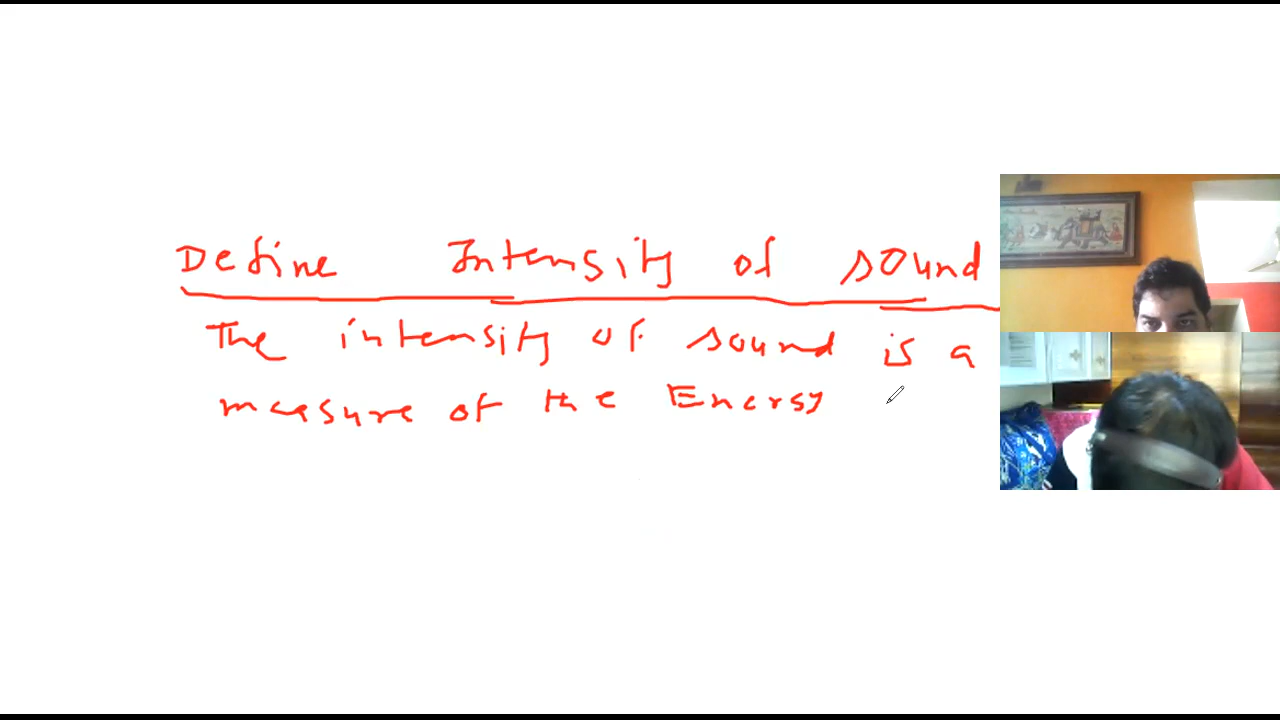 Define Intensity of sound
The intensity of sound is a
measure of the Energy